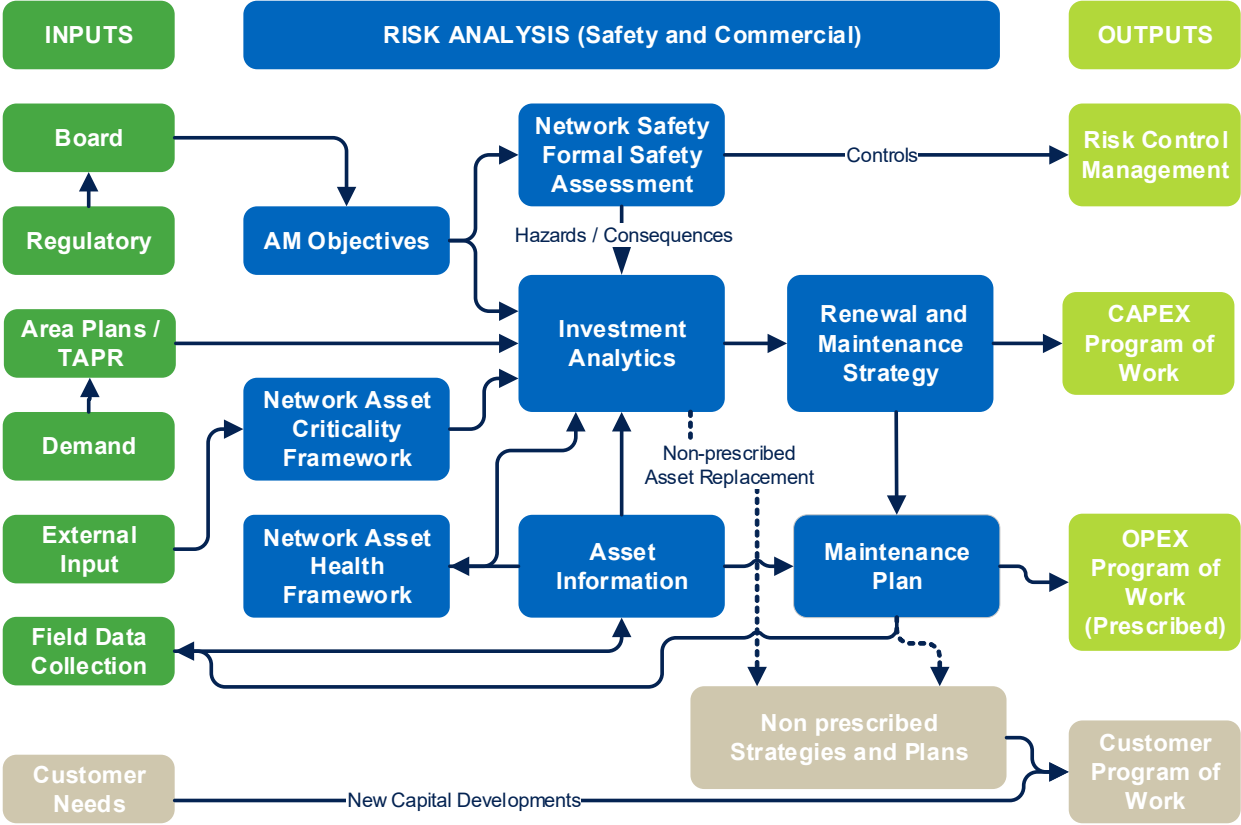 INPUTS
RISK ANALYSIS (Safety and Commercial)
OUTPUTS
Board
Network Safety
Formal Safety
Assessment
Controls
Risk Control
Management
Regulatory
AM Objectives
Hazards / Consequences
Area Plans /
TAPR
Investment
Analytics
Renewal and
Maintenance
Strategy
CAPEX
Program of
Work
Demand
Network Asset
Criticality
Framework
Non-prescribed
Asset Replacement
External
Input
Network Asset
Health
Framework
Asset
Information
Maintenance
Plan
OPEX
Program of
Work
(Prescribed)
Field Data
Collection
Non prescribed
Strategies and Plans
Customer
Needs
New Capital Developments
Customer
Program of
Work